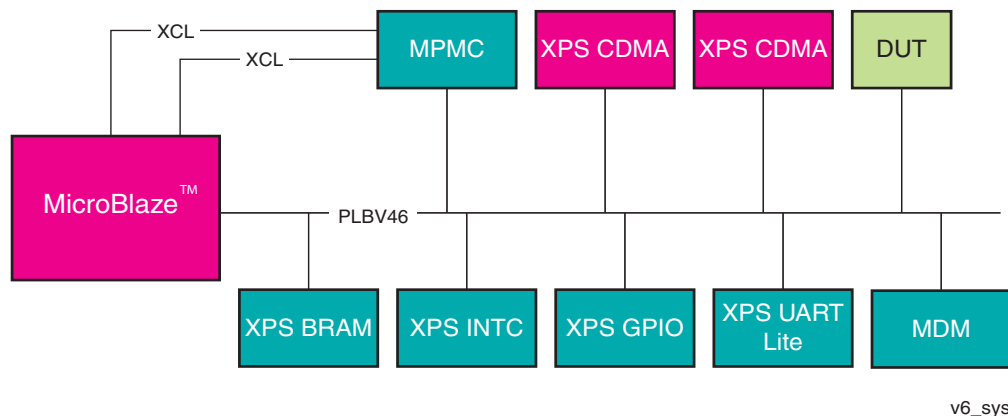 XCL
XCL
MPMC
XPS CDMA
XPS CDMA
DUT
MicroBlaze™
PLBV46
XPS BRAM
XPS INTC
XPS GPIO
XPS UART
Lite
MDM
v6_sys